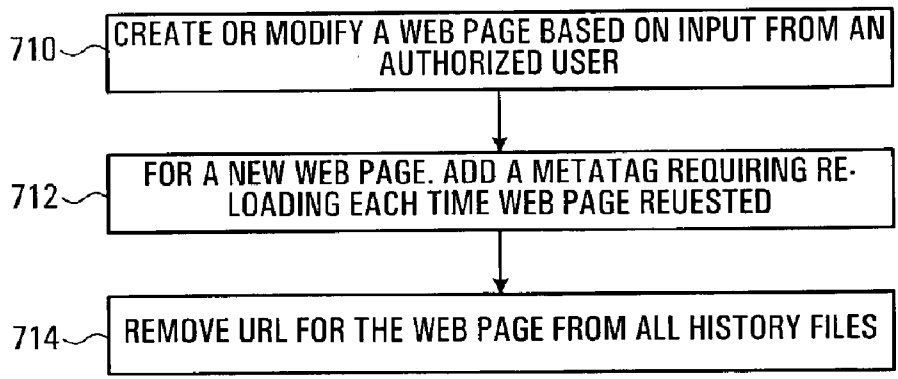 710 CREATE OR MODIFY A WEB PAGE BASED ON INPUT FROM AN
AUTHORIZED USER
FOR A NEW WEB PAGE. ADD A METATAG REQUIRING RE-
712 LOADING EACH TIME WEB PAGE REUESTED
714 REMOVE URL FOR THE WEB PAGE FROM ALL HISTORY FILES